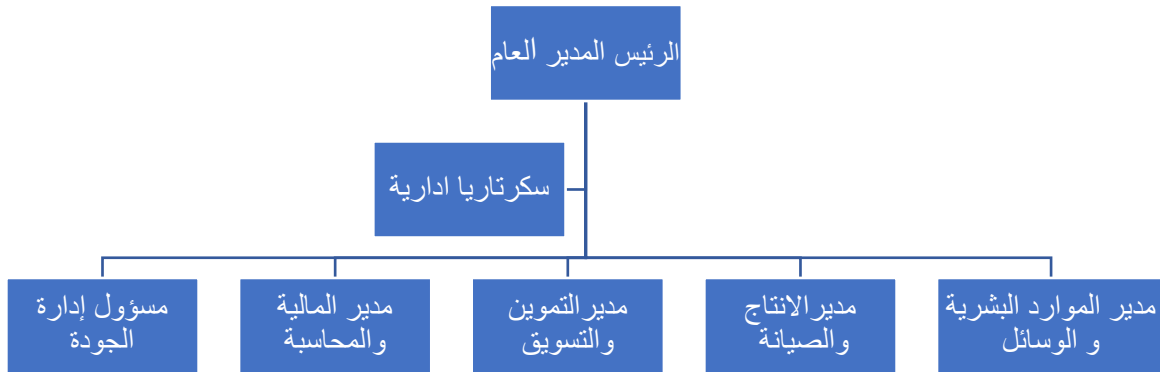 الرئيس المدير العام
سكرتاريا ادارية
مدير الموارد البشرية
و الوسائل
مديرالانتاج
والصيانة
مديرالتموين
والتسويق
مدير المالية
والمحاسبة
مسؤول إدارة
الجودة